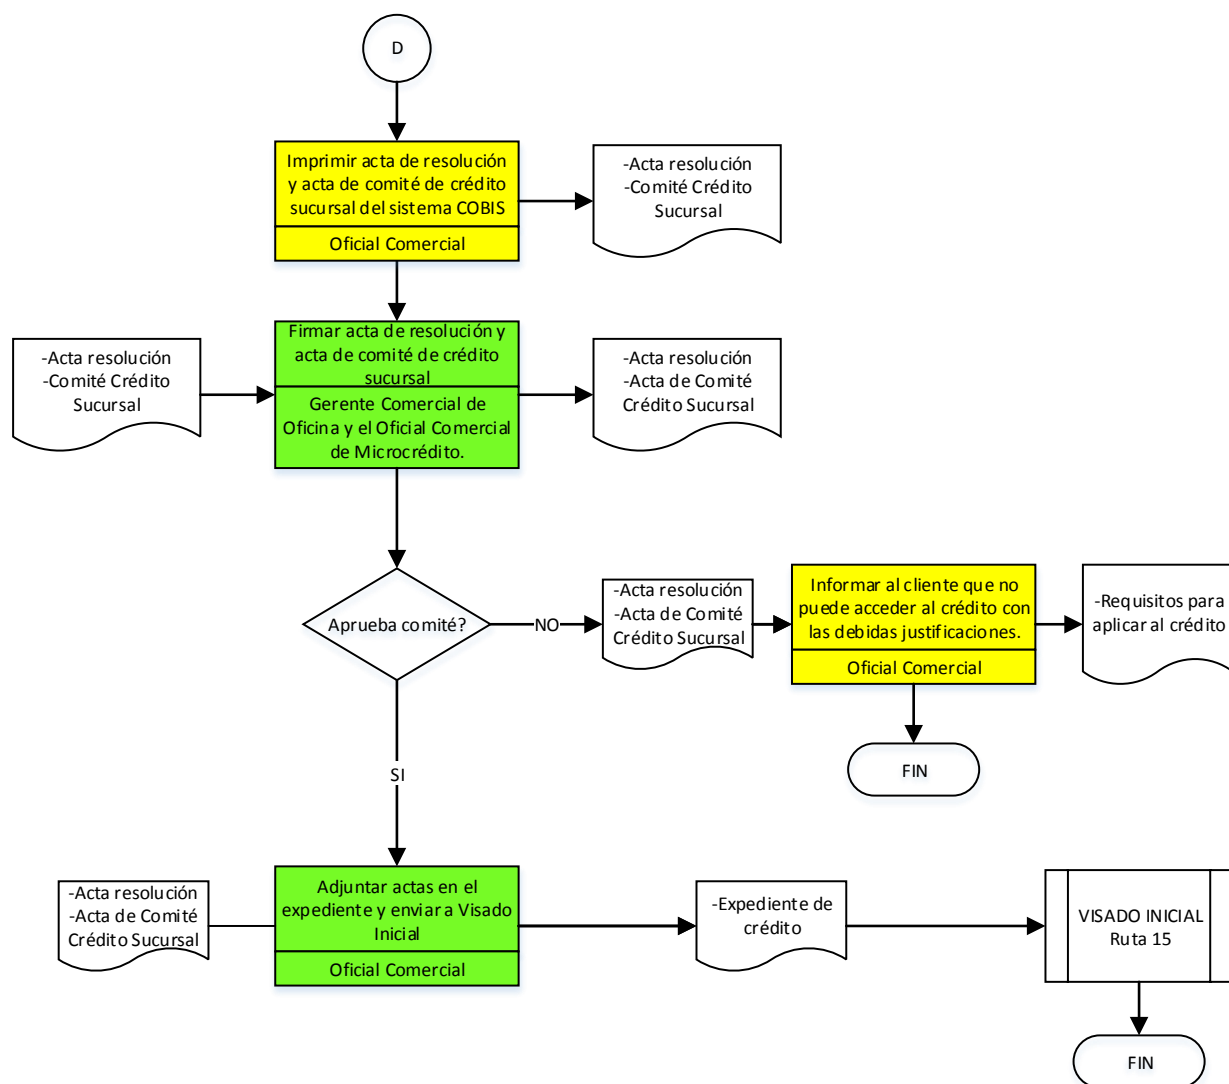 D
Imprimir acta de resolución
y acta de comité de crédito
sucursal del sistema COBIS
Oficial Comercial
-Acta resolución
-Comité Crédito
Sucursal
Firmar acta de resolución y
acta de comité de crédito
sucursal
Gerente Comercial de
Oficina y el Oficial Comercial
de Microcrédito.
-Acta resolución
-Comité Crédito
Sucursal
-Acta resolución
-Acta de Comité
Crédito Sucursal
Aprueba comité?
NO
-Acta resolución
-Acta de Comité
Crédito Sucursal
Informar al cliente que no
puede acceder al crédito con
las debidas justificaciones.
Oficial Comercial
-Requisitos para
aplicar al crédito
FIN
SI
-Acta resolución
-Acta de Comité
Crédito Sucursal
Adjuntar actas en el
expediente y enviar a Visado
Inicial
Oficial Comercial
-Expediente de
crédito
VISADO INICIAL
Ruta 15
FIN